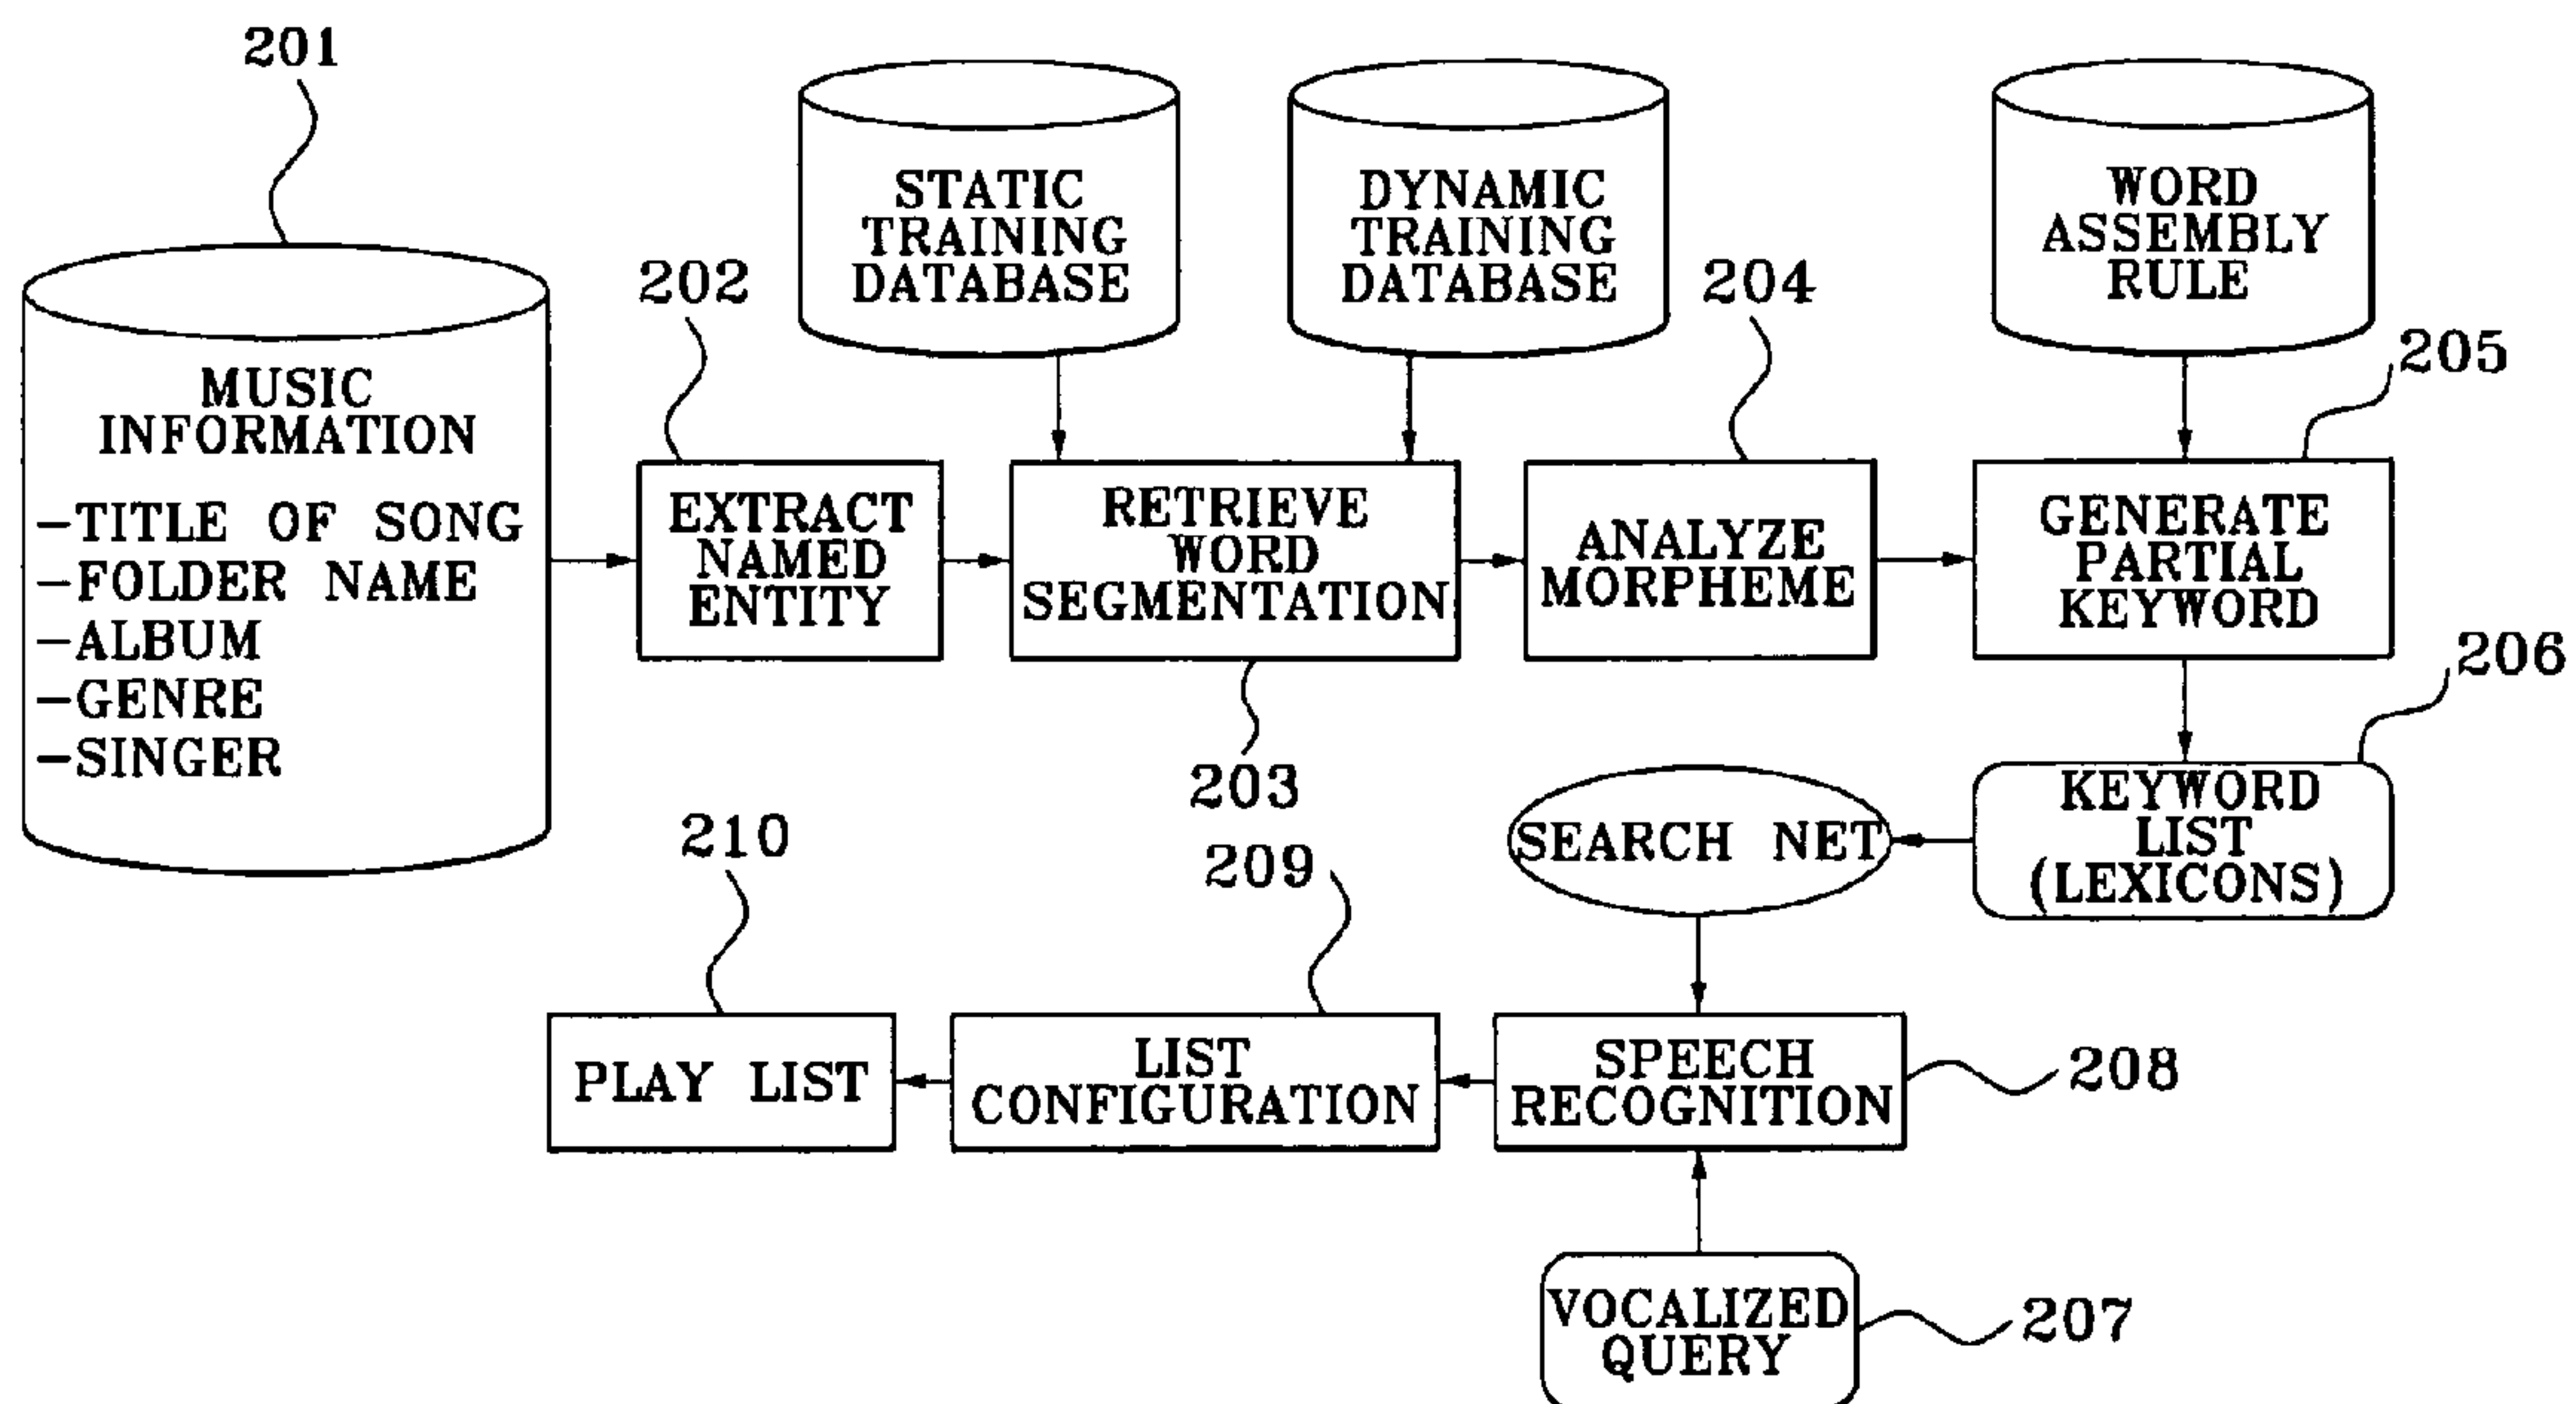 201
MUSIC
INFORMATION
-TITLE OF SONG
-FOLDER NAME
-ALBUM
-GENRE
-SINGER
202
EXTRACT
NAMED
ENTITY
STATIC
TRAINING
DATABASE
DYNAMIC
TRAINING
DATABASE
RETRIEVE
WORD
SEGMENTATION
203
204
ANALYZE
MORPHEME
WORD
ASSEMBLY
RULE
205
GENERATE
PARTIAL
KEYWORD
206
KEYWORD
LIST
(LEXICONS)
SEARCH NET
210
PLAY LIST
209
LIST
CONFIGURATION
SPEECH
RECOGNITION
208
VOCALIZED
QUERY
207